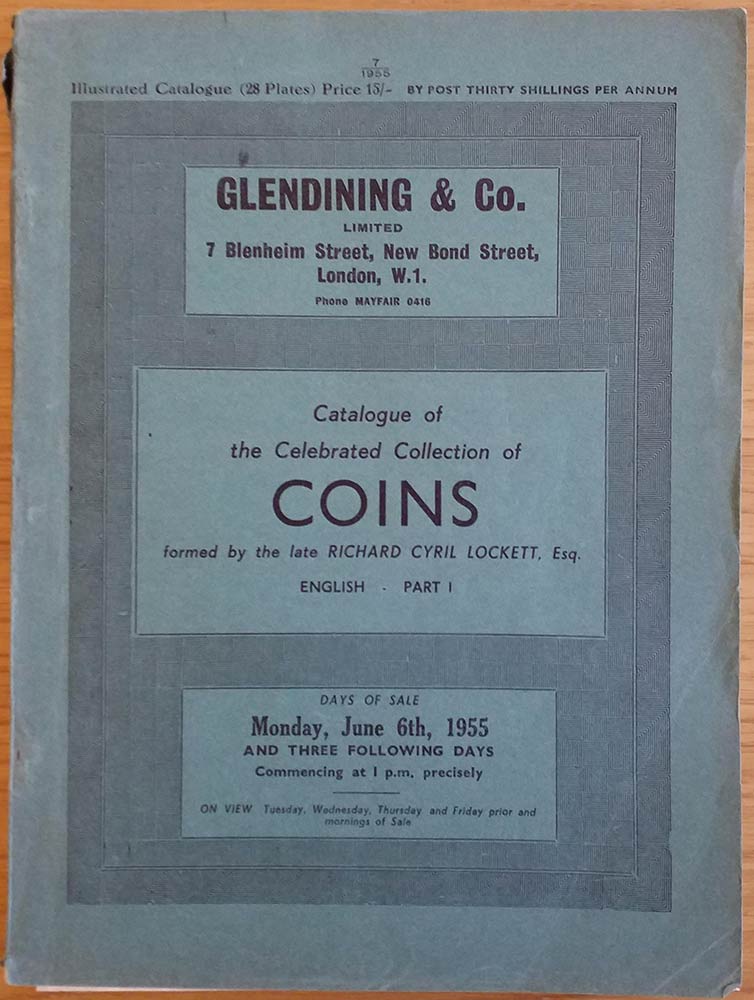 7
1955
Illustrated Catalogue (28 Plates) Price 15/- BY POST THIRTY SHILLINGS PER ANNUM
GLENDINING & Co.
LIMITED
7 Blenheim Street, New Bond Street,
London, W.1.
Phone MAYFAIR 0416
Catalogue of
the Celebrated Collection of
COINS
formed by the late RICHARD CYRIL LOCKETT, Esq.
ENGLISH - PART I
DAYS OF SALE
Monday, June 6th, 1955
AND THREE FOLLOWING DAYS
Commencing at 1 p.m. precisely
ON VIEW Tuesday, Wednesday, Thursday and Friday prior and
mornings of Sale